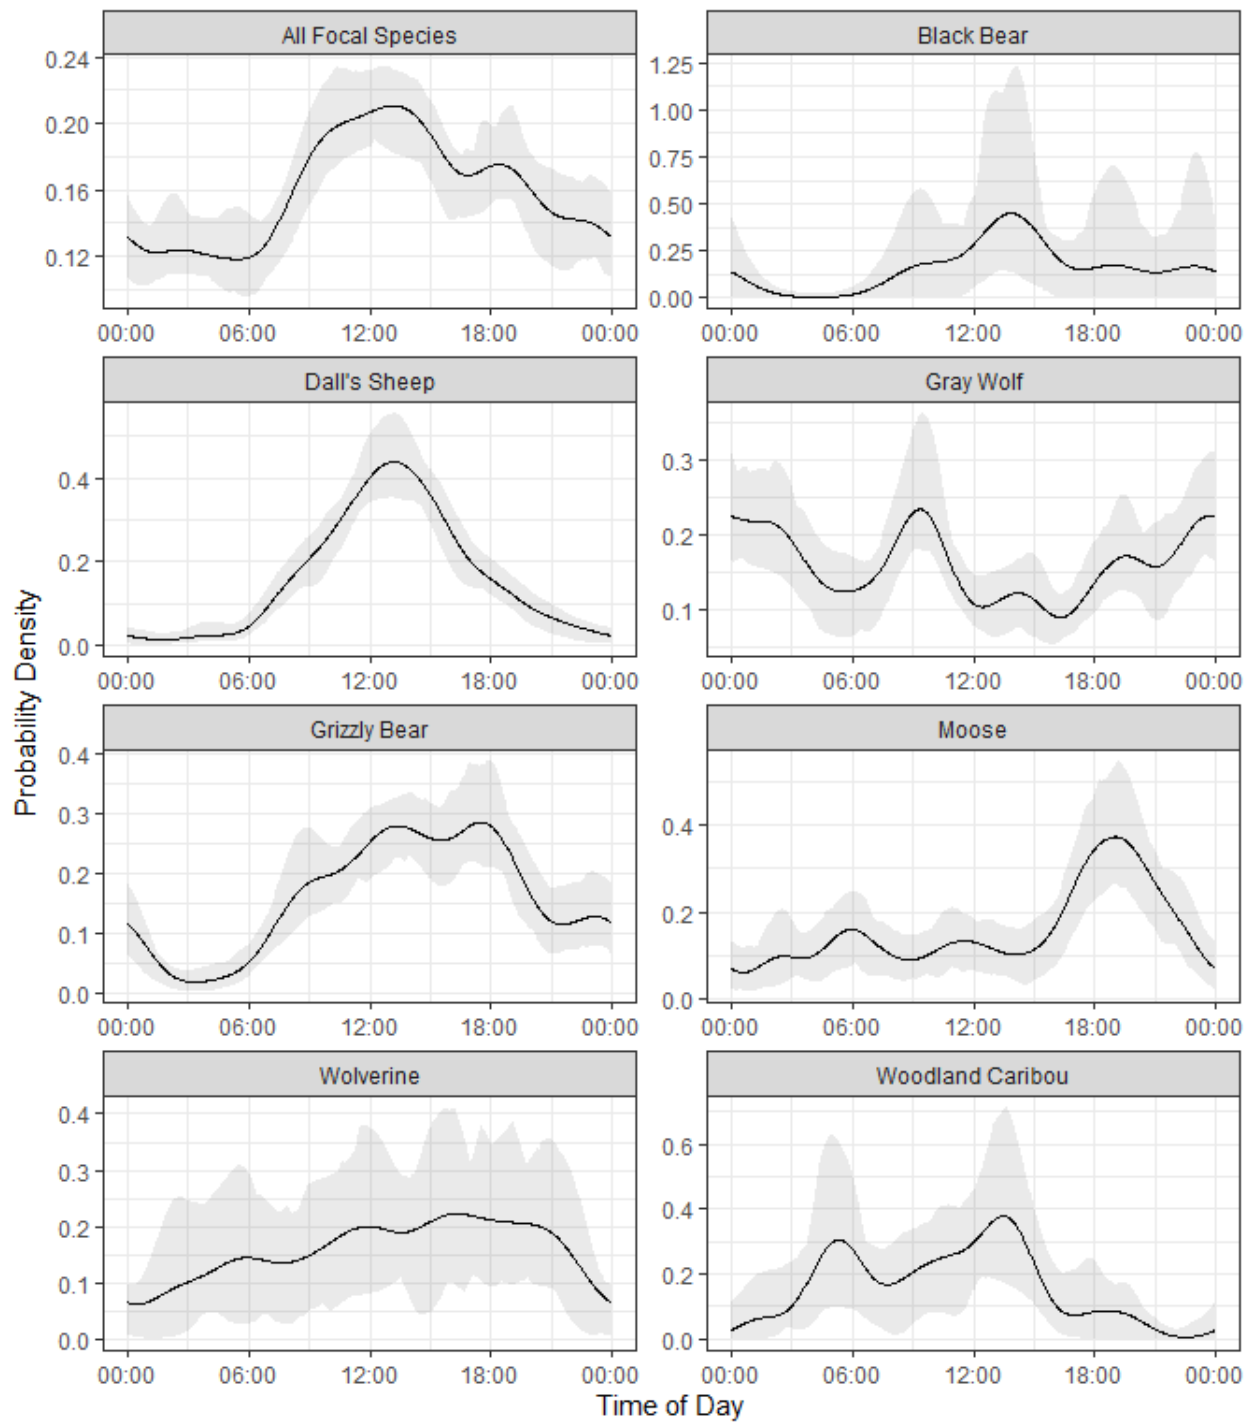 All Focal Species
Black Bear
0.24
0.20
0.16
0.12
1.25
1.00
0.75
0.50
0.25
0.00
00:00 06:00 12:00 18:00 00:00
00:00 06:00 12:00 18:00 00:00
Dall's Sheep
Gray Wolf
0.4
0.2
0.0
0.3
0.2
0.1
00:00 06:00 12:00 18:00 00:00
00:00 06:00 12:00 18:00 00:00
Probability Density
Grizzly Bear
Moose
0.4
0.3
0.2
0.1
0.0
0.4
0.2
0.0
00:00 06:00 12:00 18:00 00:00
00:00 06:00 12:00 18:00 00:00
Wolverine
Woodland Caribou
0.4
0.3
0.2
0.1
0.0
0.6
0.4
0.2
0.0
00:00 06:00 12:00 18:00 00:00
00:00 06:00 12:00 18:00 00:00
Time of Day